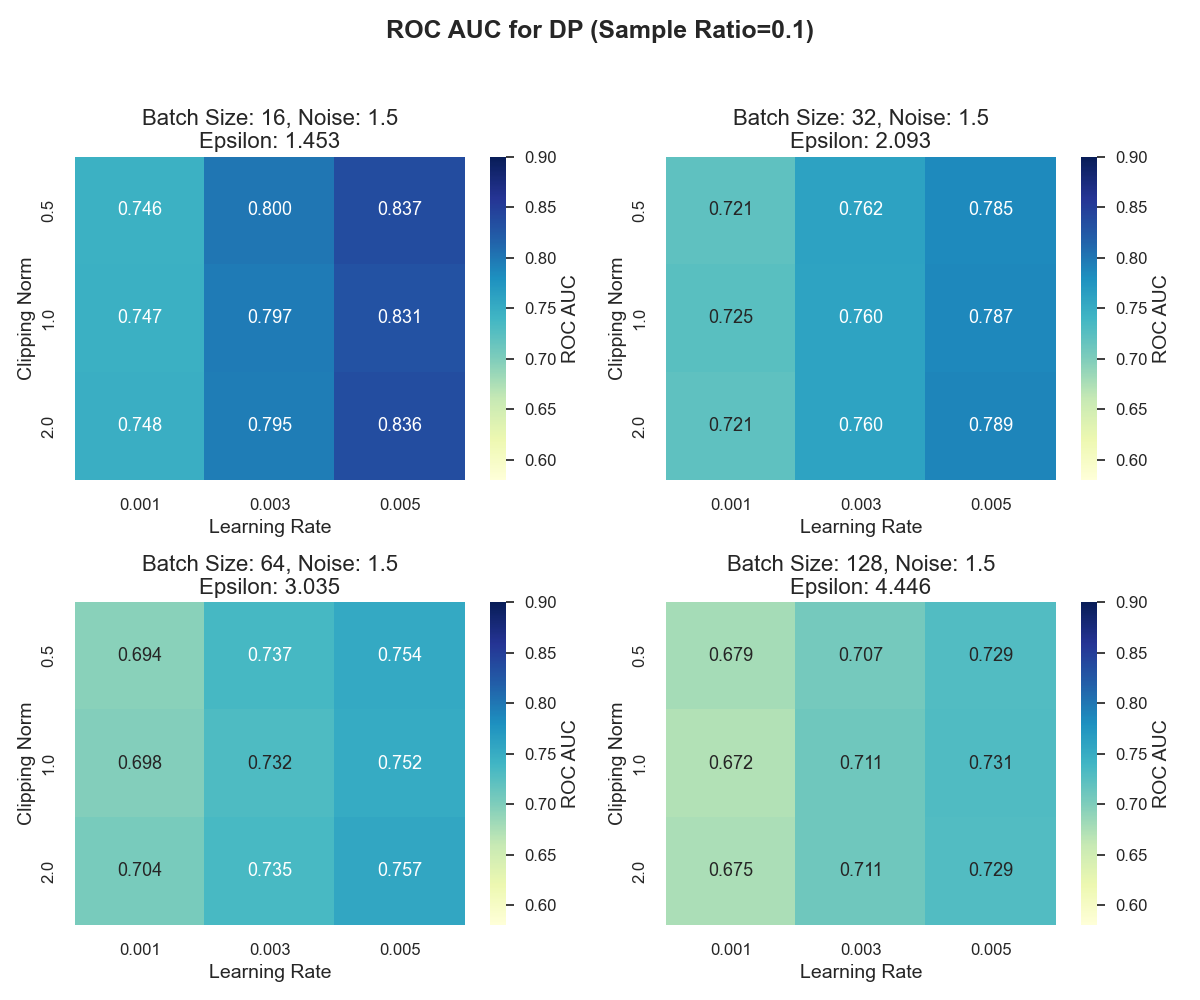 ROC AUC for DP (Sample Ratio=0.1)
Batch Size: 16, Noise: 1.5
Epsilon: 1.453
Clipping Norm
0.5
1.0
2.0
0.746 0.800 0.837
0.747 0.797 0.831
0.748 0.795 0.836
0.001 0.003 0.005
Learning Rate
0.90
0.85
0.80
0.75
0.70
0.65
0.60
ROC AUC
Batch Size: 32, Noise: 1.5
Epsilon: 2.093
Clipping Norm
0.5
1.0
2.0
0.721 0.762 0.785
0.725 0.760 0.787
0.721 0.760 0.789
0.001 0.003 0.005
Learning Rate
0.90
0.85
0.80
0.75
0.70
0.65
0.60
ROC AUC
Batch Size: 64, Noise: 1.5
Epsilon: 3.035
Clipping Norm
0.5
1.0
2.0
0.694 0.737 0.754
0.698 0.732 0.752
0.704 0.735 0.757
0.001 0.003 0.005
Learning Rate
0.90
0.85
0.80
0.75
0.70
0.65
0.60
ROC AUC
Batch Size: 128, Noise: 1.5
Epsilon: 4.446
Clipping Norm
0.5
1.0
2.0
0.679 0.707 0.729
0.672 0.711 0.731
0.675 0.711 0.729
0.001 0.003 0.005
Learning Rate
0.90
0.85
0.80
0.75
0.70
0.65
0.60
ROC AUC